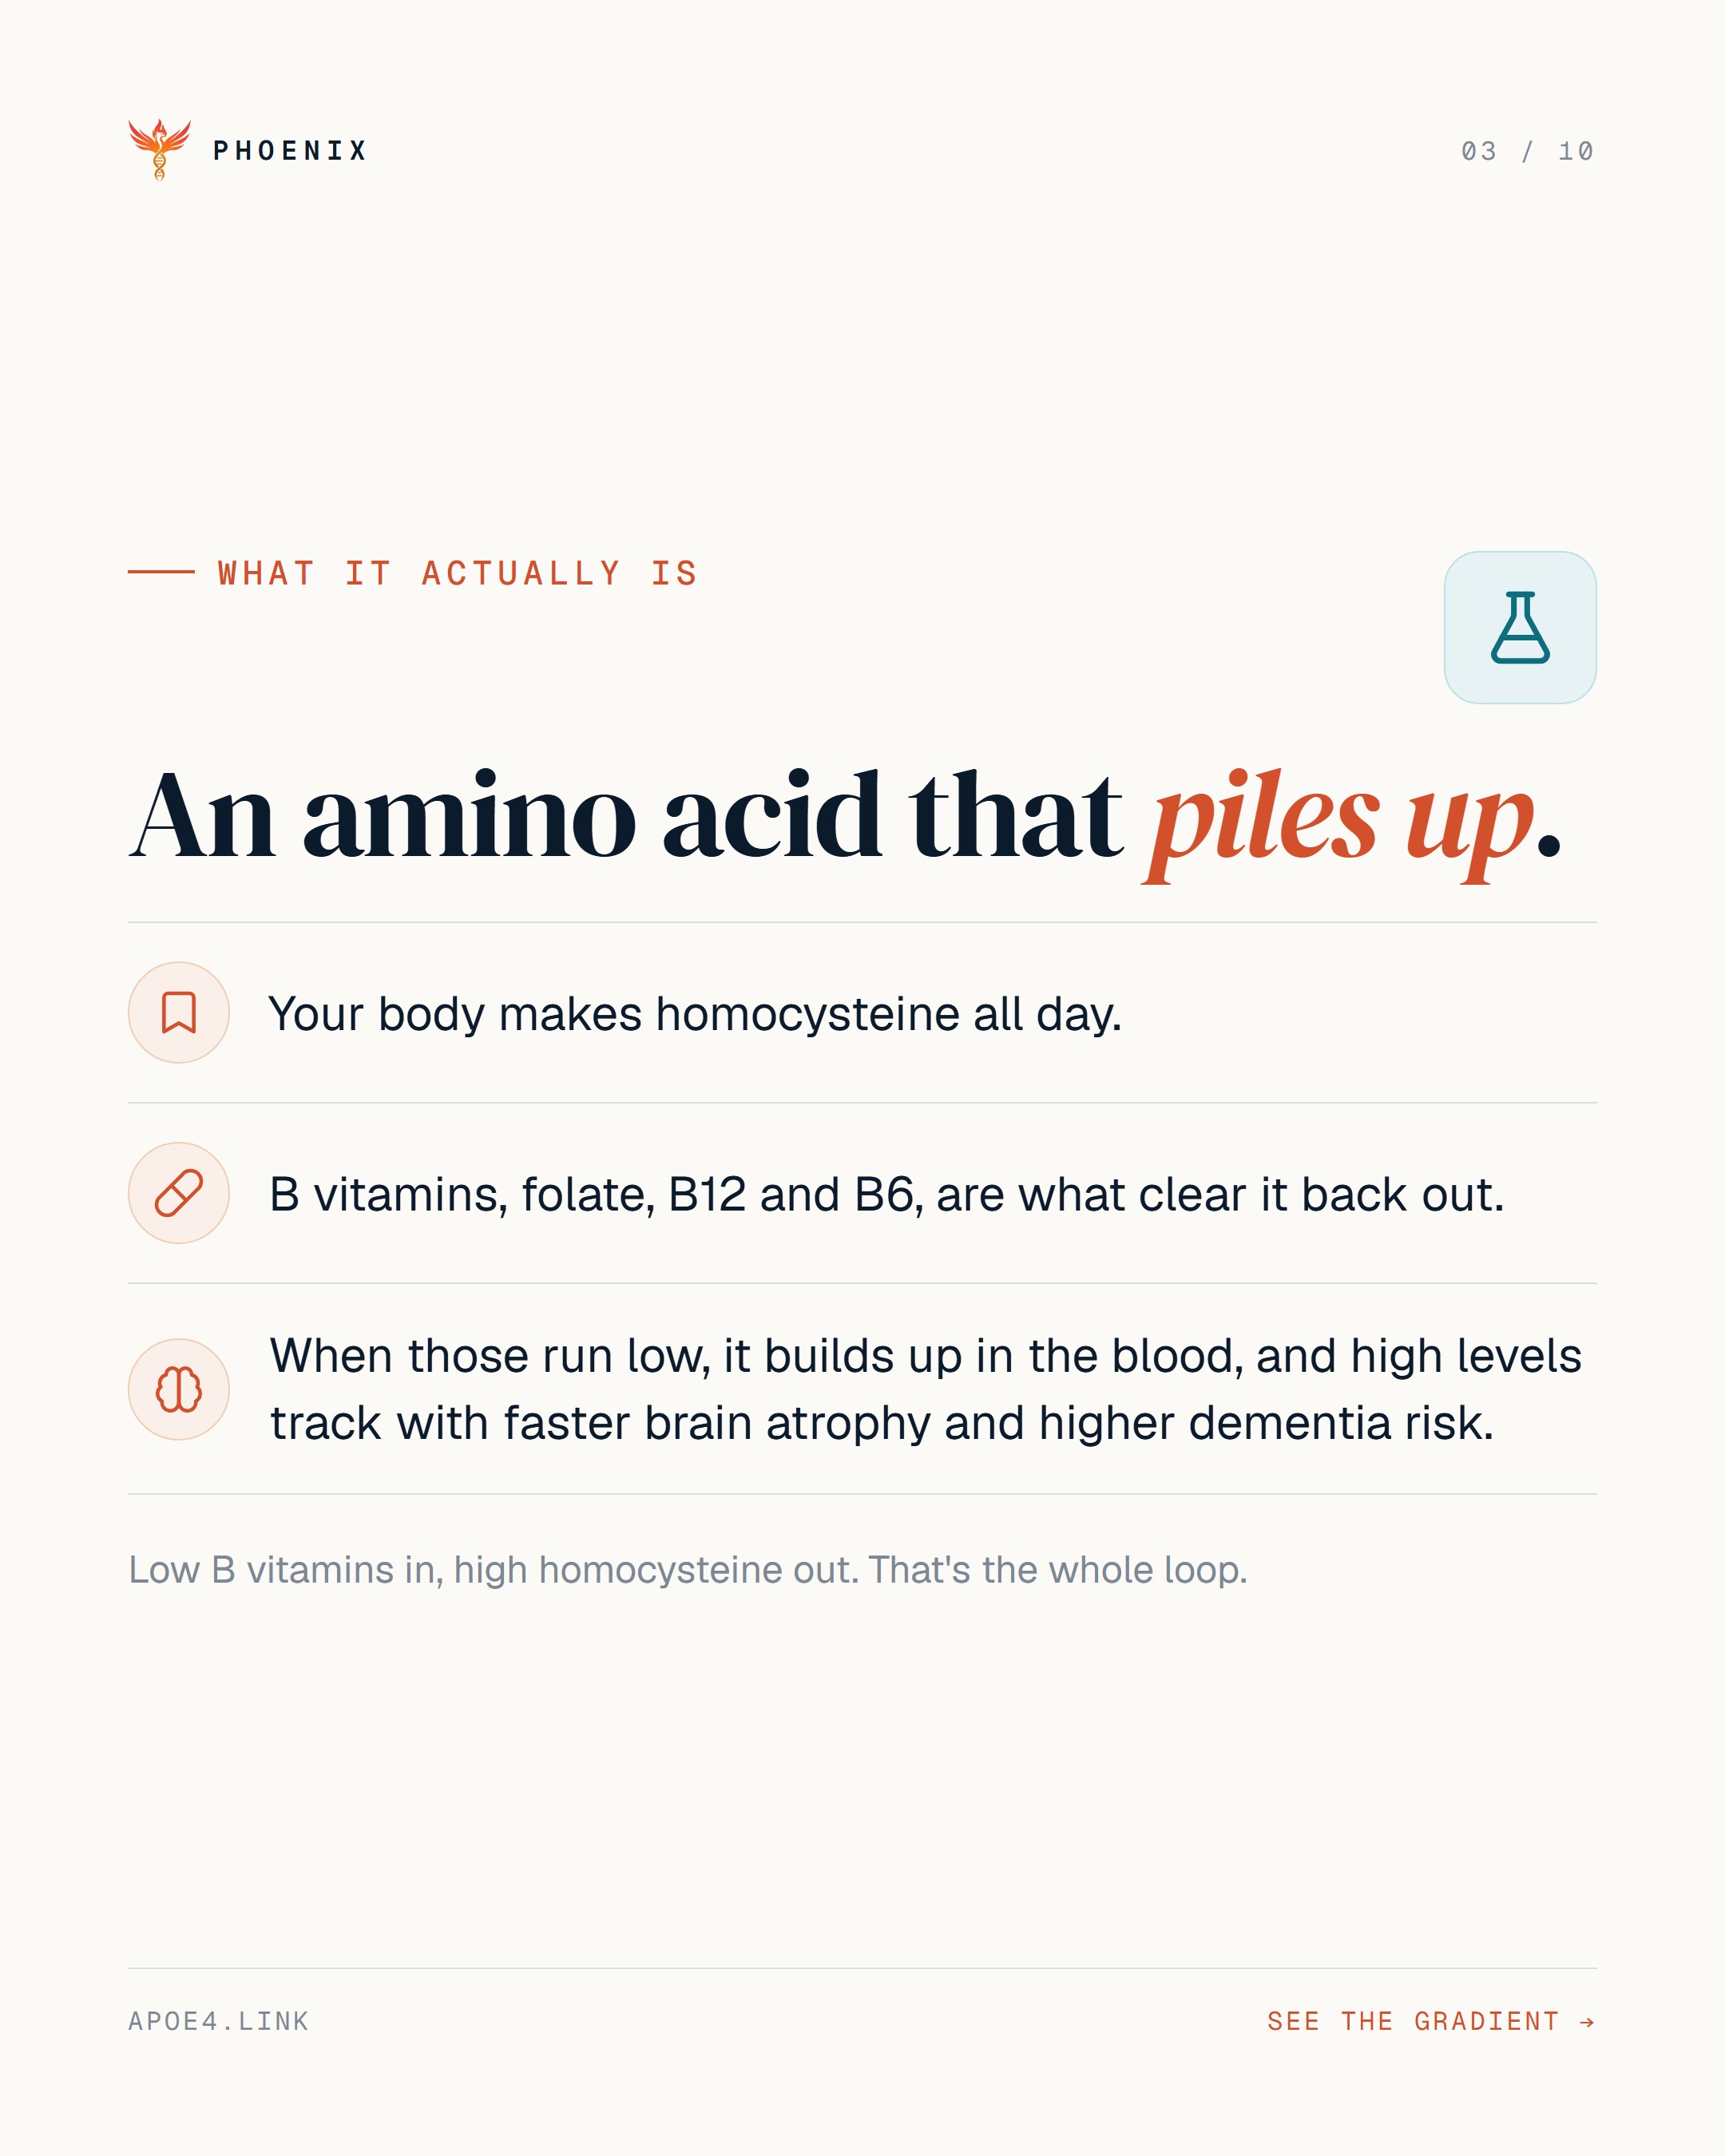 PHOENIX
03 / 10
WHAT IT ACTUALLY IS
An amino acid that piles up.
Your body makes homocysteine all day.
B vitamins, folate, B12 and B6, are what clear it back out.
When those run low, it builds up in the blood, and high levels
track with faster brain atrophy and higher dementia risk.
Low B vitamins in, high homocysteine out. That's the whole loop.
APOE4.LINK
SEE THE GRADIENT →